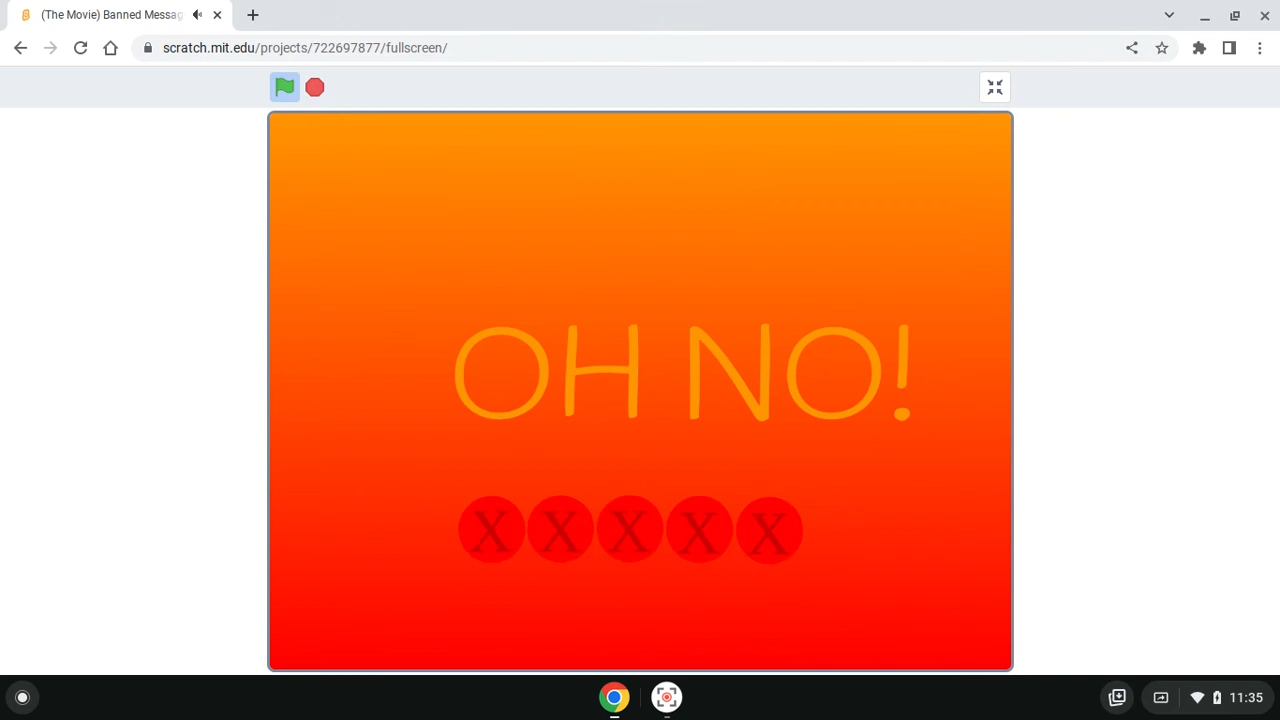 (The Movie) Banned Messag
scratch.mit.edu/projects/722697877/fullscreen/
OH NO!
X X X X X
11:35